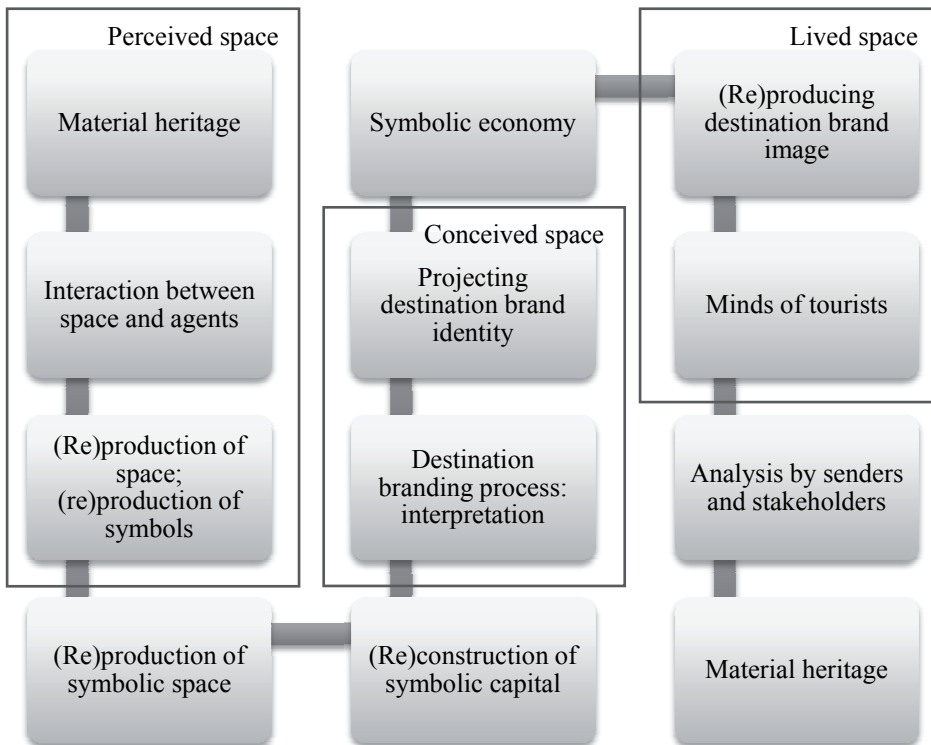 Perceived space
Material heritage
Interaction between
space and agents
(Re)production of
space;
(re)production of
symbols
(Re)production of
symbolic space
Symbolic economy
Conceived space
Projecting
destination brand
identity
Destination
branding process:
interpretation
(Re)construction of
symbolic capital
Lived space
(Re)producing
destination brand
image
Minds of tourists
Analysis by senders
and stakeholders
Material heritage